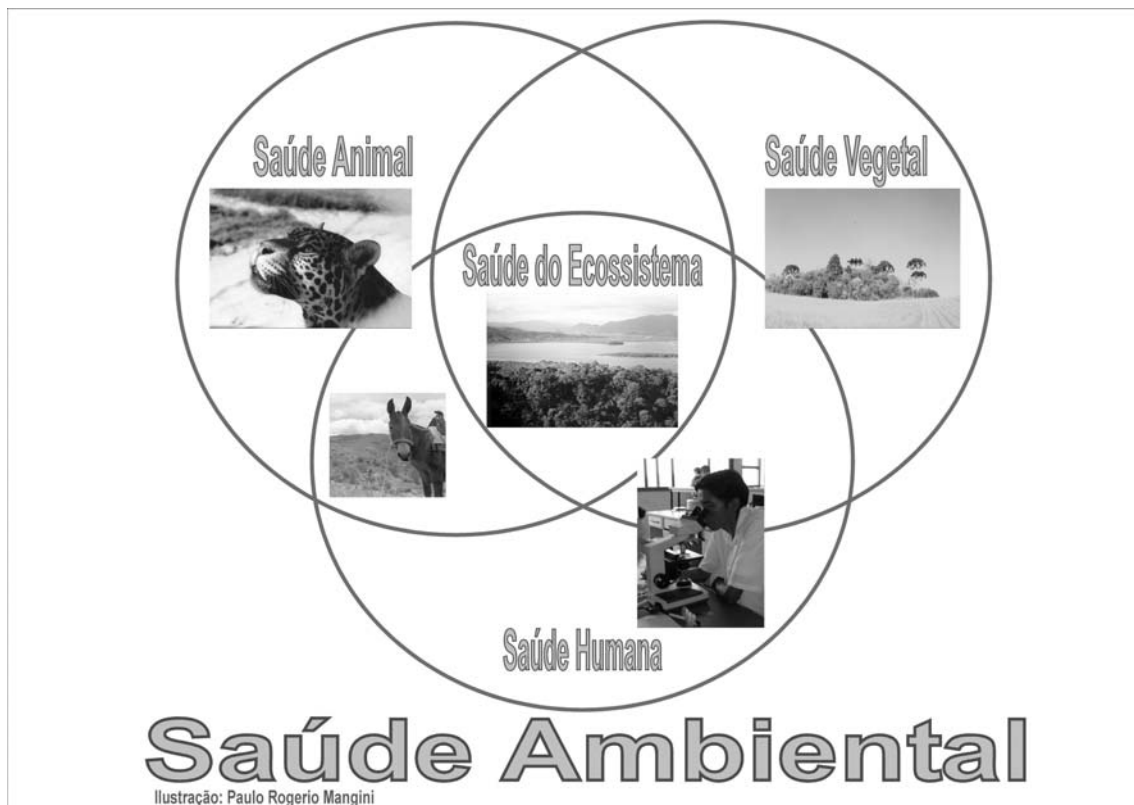 Saúde Animal
Saúde Vegetal
Saúde do Ecossistema
Saúde Humana
Saúde Ambiental
Ilustração: Paulo Rogerio Mangini